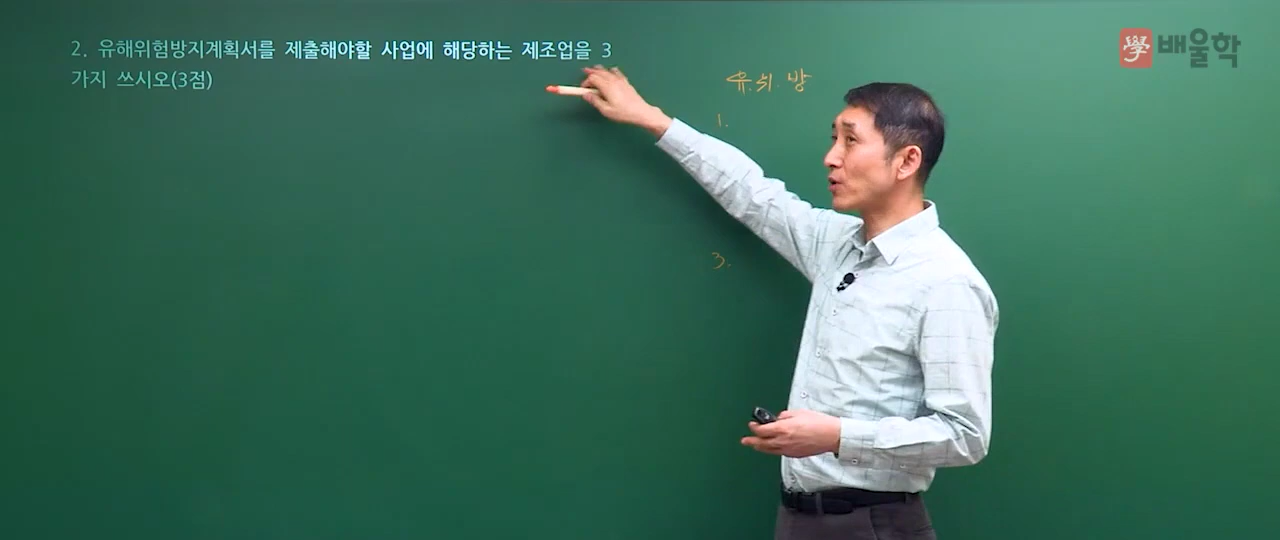 2. 유해위험방지계획서를 제출해야할 사업에 해당하는 제조업을 3
가지 쓰시오(3점)
學 배울학
유.위.방
1.
3.